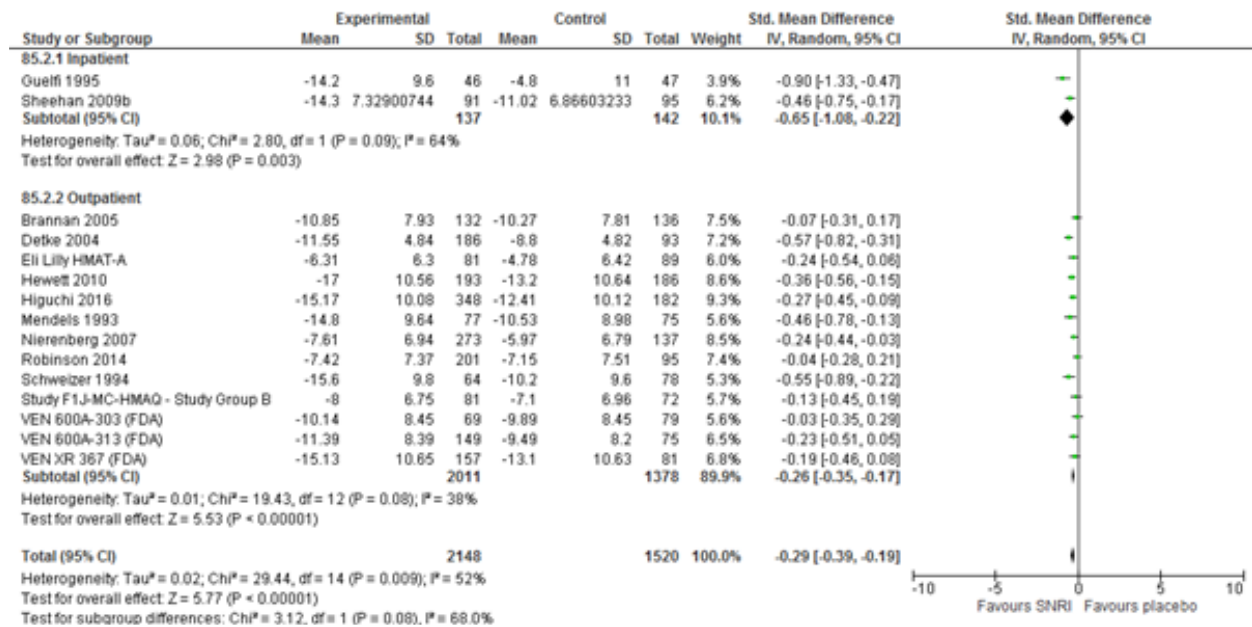 Experimental Control Std. Mean Difference Std. Mean Difference
Study or Subgroup Mean SD Total Mean SD Total Weight IV, Random, 95% CI IV, Random, 95% CI
85.2.1 Inpatient
Guelfi 1995 -14.2 9.6 46 -4.8 11 47 3.9% -0.90 [-1.33, -0.47]
Sheehan 2009b -14.3 7.32900744 91 -11.02 6.86603233 95 6.2% -0.46 [-0.75, -0.17]
Subtotal (95% CI) 137 142 10.1% -0.65 [-1.08, -0.22]
Heterogeneity: Tau² = 0.06; Chi² = 2.80, df = 1 (P = 0.09); I² = 64%
Test for overall effect: Z = 2.98 (P = 0.003)
85.2.2 Outpatient
Brannan 2005 -10.85 7.93 132 -10.27 7.81 136 7.5% -0.07 [-0.31, 0.17]
Detke 2004 -11.55 4.84 186 -8.8 4.82 93 7.2% -0.57 [-0.82, -0.31]
Eli Lilly HMAT-A -6.31 6.3 81 -4.78 6.42 89 6.0% -0.24 [-0.54, 0.06]
Hewett 2010 -17 10.56 193 -13.2 10.64 186 8.6% -0.36 [-0.56, -0.15]
Higuchi 2016 -15.17 10.08 348 -12.41 10.12 182 9.3% -0.27 [-0.45, -0.09]
Mendels 1993 -14.8 9.64 77 -10.53 8.98 75 5.6% -0.46 [-0.78, -0.13]
Nierenberg 2007 -7.61 6.94 273 -5.97 6.79 137 8.2% -0.24 [-0.44, -0.03]
Robinson 2014 -7.42 7.37 201 -7.15 7.51 95 7.4% -0.04 [-0.28, 0.21]
Schweizer 1994 -15.6 9.8 64 -10.2 9.6 78 5.3% -0.55 [-0.89, -0.22]
Study F1J-MC-HMAQ - Study Group B -8 6.75 81 -7.1 6.96 72 5.7% -0.13 [-0.45, 0.19]
VEN 600A-303 (FDA) -10.14 8.45 69 -9.89 8.45 79 5.6% -0.03 [-0.35, 0.29]
VEN 600A-313 (FDA) -11.39 8.39 149 -9.49 8.2 75 6.5% -0.23 [-0.51, 0.05]
VEN XR 367 (FDA) -15.13 10.65 157 -13.1 10.63 81 6.8% -0.19 [-0.46, 0.08]
Subtotal (95% CI) 2011 1378 89.9% -0.26 [-0.35, -0.17]
Heterogeneity: Tau² = 0.01; Chi² = 19.43, df = 12 (P = 0.08); I² = 38%
Test for overall effect: Z = 5.53 (P < 0.00001)
Total (95% CI) 2148 1520 100.0% -0.29 [-0.39, -0.19]
Heterogeneity: Tau² = 0.02; Chi² = 29.44, df = 14 (P = 0.009); I² = 52%
Test for overall effect: Z = 5.77 (P < 0.00001)
Test for subgroup differences: Chi² = 3.12, df = 1 (P = 0.08), I² = 68.0%
-10 -5 0 5 10
Favours SNRI Favours placebo